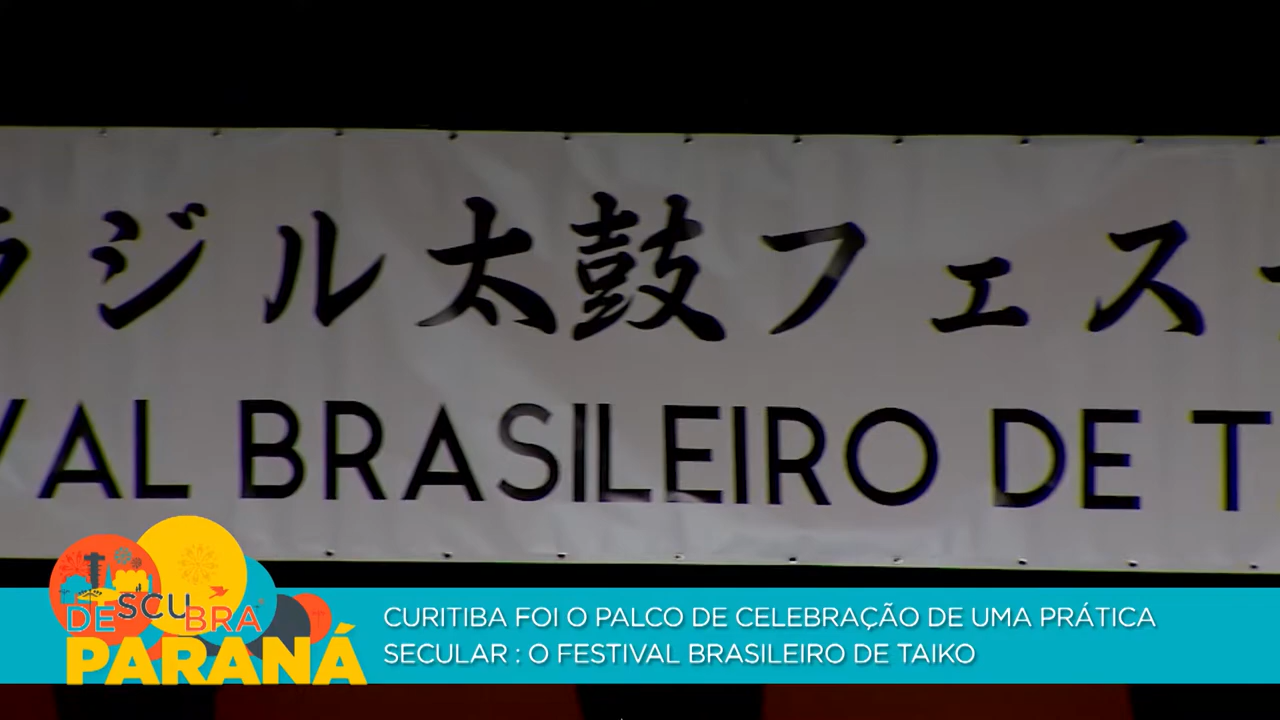 ラジル太鼓フェス
VAL BRASILEIRO DE T
DESCUBRA
PARANÁ
CURITIBA FOI O PALCO DE CELEBRAÇÃO DE UMA PRÁTICA
SECULAR : O FESTIVAL BRASILEIRO DE TAIKO